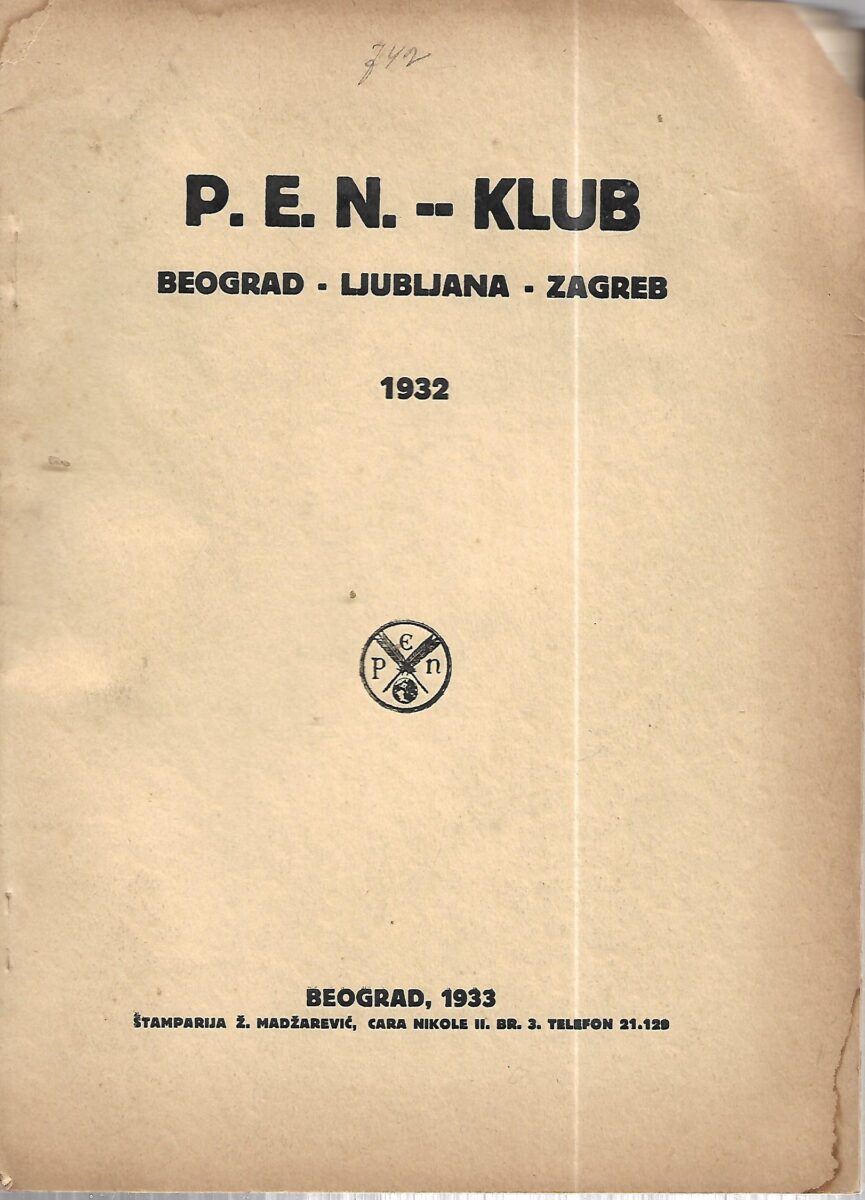 742
P. E. N. -- KLUB
BEOGRAD - LJUBLJANA - ZAGREB
1932
P E n
BEOGRAD, 1933
ŠTAMPARIJA Ž. MADŽAREVIĆ, CARA NIKOLE II. BR. 3. TELEFON 21.129